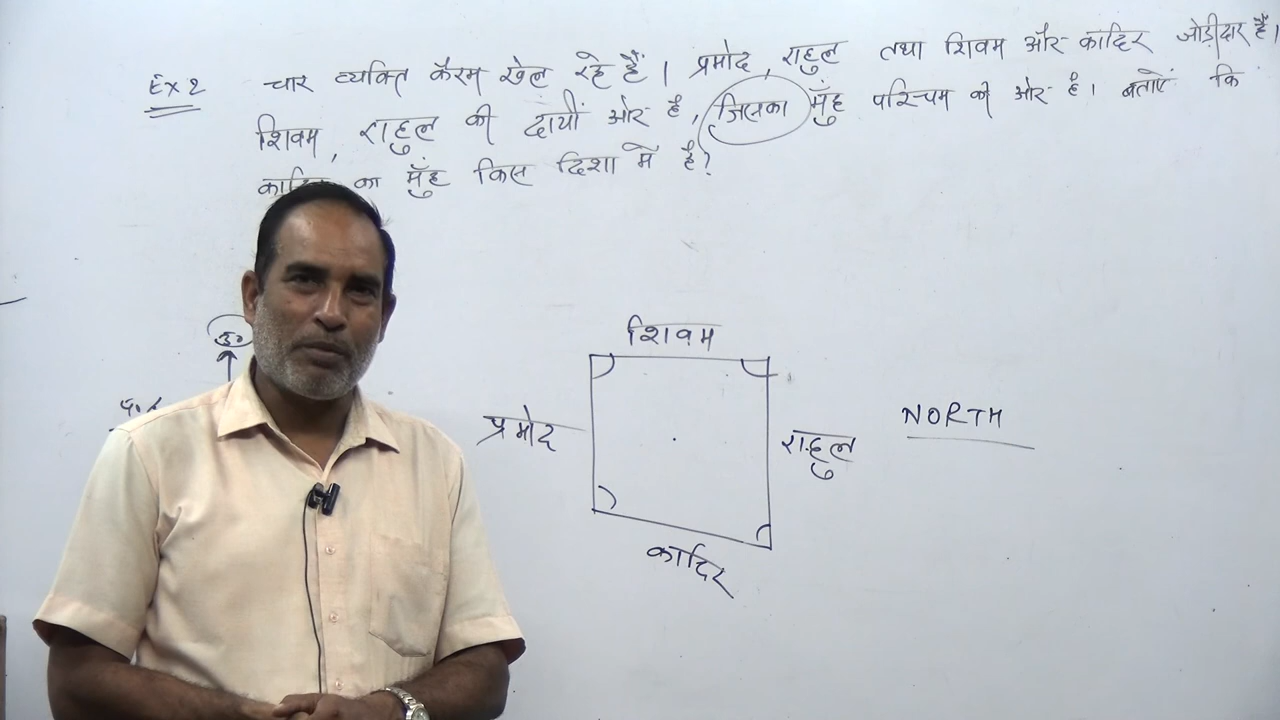 Ex 2 चार व्यक्ति कैरम खेल रहे हैं। प्रमोद, राहुल तथा शिवम और कादिर जोड़ीदार हैं।
शिवम, राहुल की दायीं ओर है, जिसका मुँह पश्चिम की ओर है। बताऐं कि
का मुँह किस दिशा में है?
शिवम
प्रमोद
राहुल
NORTH
कादिर